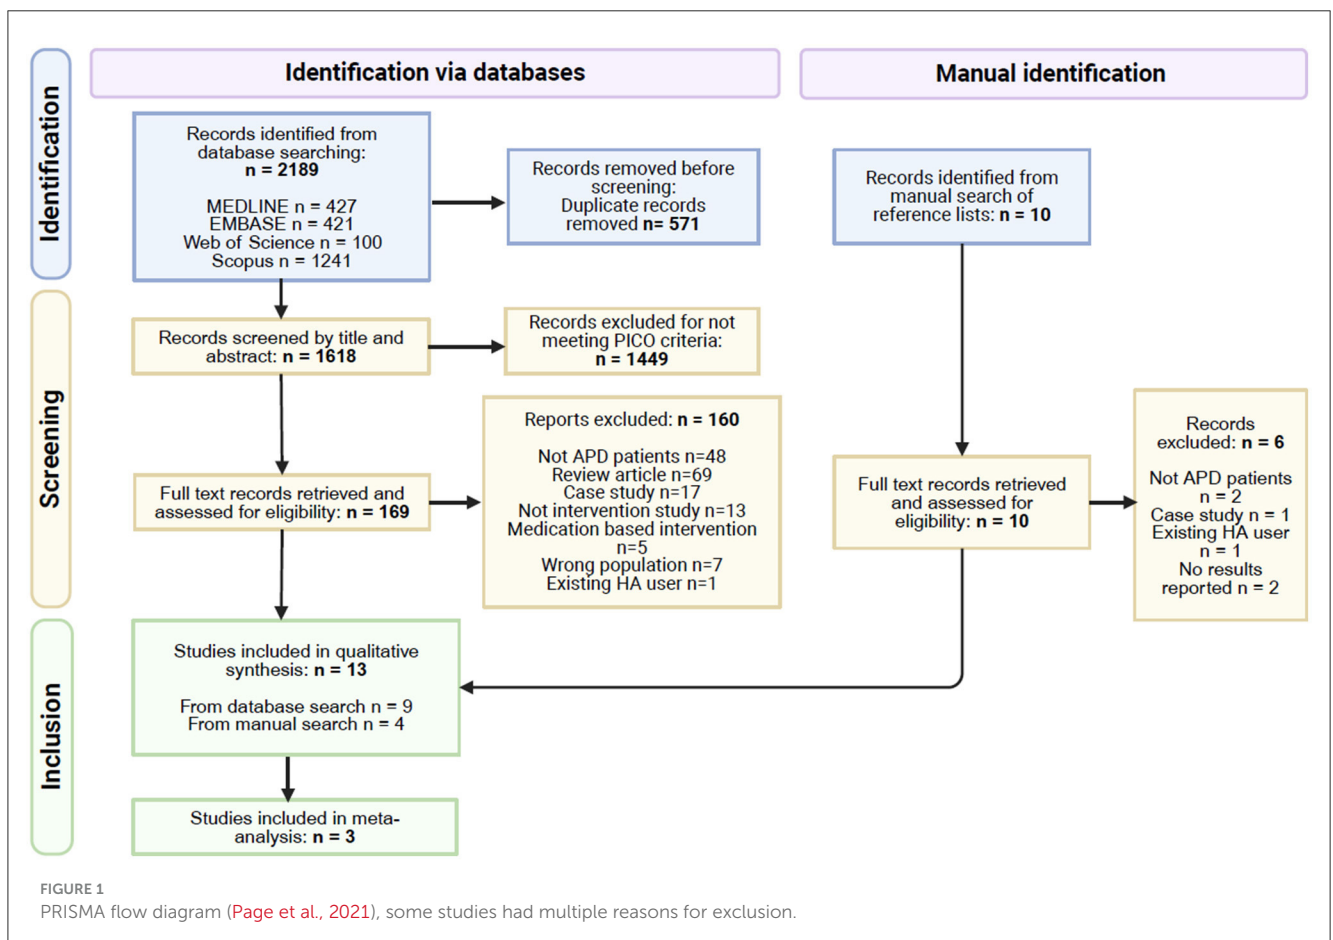 Identification via databases
Manual identification
Identification
Records identified from
database searching:
n = 2189
MEDLINE n = 427
EMBASE n = 421
Web of Science n = 100
Scopus n = 1241
Records removed before
screening:
Duplicate records
removed n= 571
Records identified from
manual search of
reference lists: n = 10
Screening
Records screened by title and
abstract: n = 1618
Records excluded for not
meeting PICO criteria:
n = 1449
Full text records retrieved and
assessed for eligibility: n = 169
Reports excluded: n = 160
Not APD patients n=48
Review article n=69
Case study n=17
Not intervention study n=13
Medication based intervention
n=5
Wrong population n=7
Existing HA user n=1
Full text records retrieved
and assessed for
eligibility: n = 10
Records
excluded: n = 6
Not APD patients
n = 2
Case study n = 1
Existing HA user
n = 1
No results
reported n = 2
Inclusion
Studies included in qualitative
synthesis: n = 13
From database search n = 9
From manual search n = 4
Studies included in meta-
analysis: n = 3
FIGURE 1
PRISMA flow diagram (Page et al., 2021), some studies had multiple reasons for exclusion.